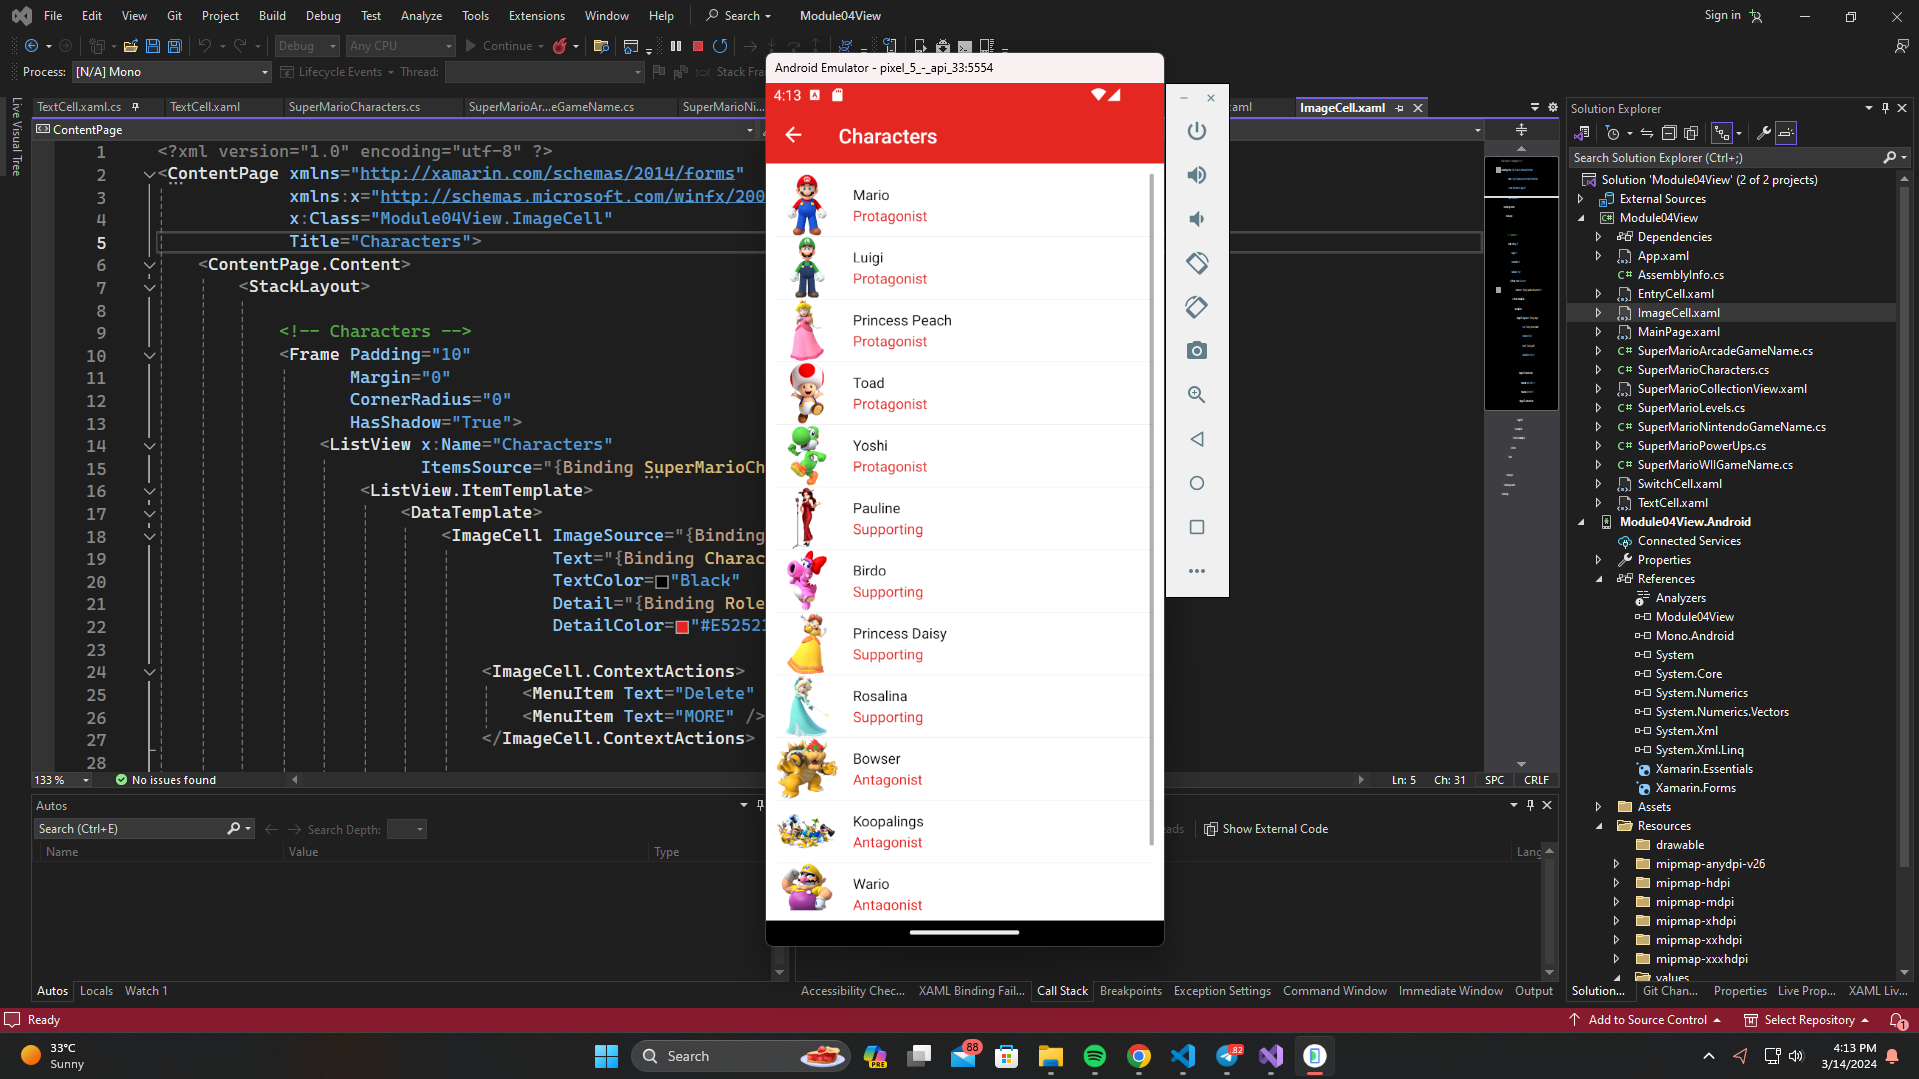 File Edit View Git Project Build Debug Test Analyze Tools Extensions Window Help Search Module04View Sign in
Debug Any CPU Continue
Process: [N/A] Mono Lifecycle Events Thread: Stack Fram
Live Visual Tree
TextCell.xaml.cs TextCell.xaml SuperMarioCharacters.cs SuperMarioAr...eGameName.cs SuperMarioNi... ImageCell.xaml
ContentPage
1 <?xml version="1.0" encoding="utf-8" ?>
2 <ContentPage xmlns="http://xamarin.com/schemas/2014/forms"
3 xmlns:x="http://schemas.microsoft.com/winfx/200
4 x:Class="Module04View.ImageCell"
5 Title="Characters">
6 <ContentPage.Content>
7 <StackLayout>
8
9 <!-- Characters -->
10 <Frame Padding="10"
11 Margin="0"
12 CornerRadius="0"
13 HasShadow="True">
14 <ListView x:Name="Characters"
15 ItemsSource="{Binding SuperMarioCh
16 <ListView.ItemTemplate>
17 <DataTemplate>
18 <ImageCell ImageSource="{Binding
19 Text="{Binding Charac
20 TextColor="Black"
21 Detail="{Binding Role
22 DetailColor="#E52521
23
24 <ImageCell.ContextActions>
25 <MenuItem Text="Delete"
26 <MenuItem Text="MORE" />
27 </ImageCell.ContextActions>
28
133 % No issues found Ln: 5 Ch: 31 SPC CRLF
Android Emulator - pixel_5_-_api_33:5554
4:13
Characters
Mario
Protagonist
Luigi
Protagonist
Princess Peach
Protagonist
Toad
Protagonist
Yoshi
Protagonist
Pauline
Supporting
Birdo
Supporting
Princess Daisy
Supporting
Rosalina
Supporting
Bowser
Antagonist
Koopalings
Antagonist
Wario
Antagonist
Solution Explorer
Search Solution Explorer (Ctrl+;)
Solution 'Module04View' (2 of 2 projects)
External Sources
Module04View
Dependencies
App.xaml
AssemblyInfo.cs
EntryCell.xaml
ImageCell.xaml
MainPage.xaml
SuperMarioArcadeGameName.cs
SuperMarioCharacters.cs
SuperMarioCollectionView.xaml
SuperMarioLevels.cs
SuperMarioNintendoGameName.cs
SuperMarioPowerUps.cs
SuperMarioWIIGameName.cs
SwitchCell.xaml
TextCell.xaml
Module04View.Android
Connected Services
Properties
References
Analyzers
Module04View
Mono.Android
System
System.Core
System.Numerics
System.Numerics.Vectors
System.Xml
System.Xml.Linq
Xamarin.Essentials
Xamarin.Forms
Assets
Resources
drawable
mipmap-anydpi-v26
mipmap-hdpi
mipmap-mdpi
mipmap-xhdpi
mipmap-xxhdpi
mipmap-xxxhdpi
values
Autos
Search (Ctrl+E) Search Depth:
Name Value Type
Show External Code
Lang
Autos Locals Watch 1
Accessibility Chec... XAML Binding Fail... Call Stack Breakpoints Exception Settings Command Window Immediate Window Output
Solution... Git Chan... Properties Live Prop... XAML Liv...
Ready Add to Source Control Select Repository 1
33°C
Sunny
Search
PRE
88
82
4:13 PM
3/14/2024